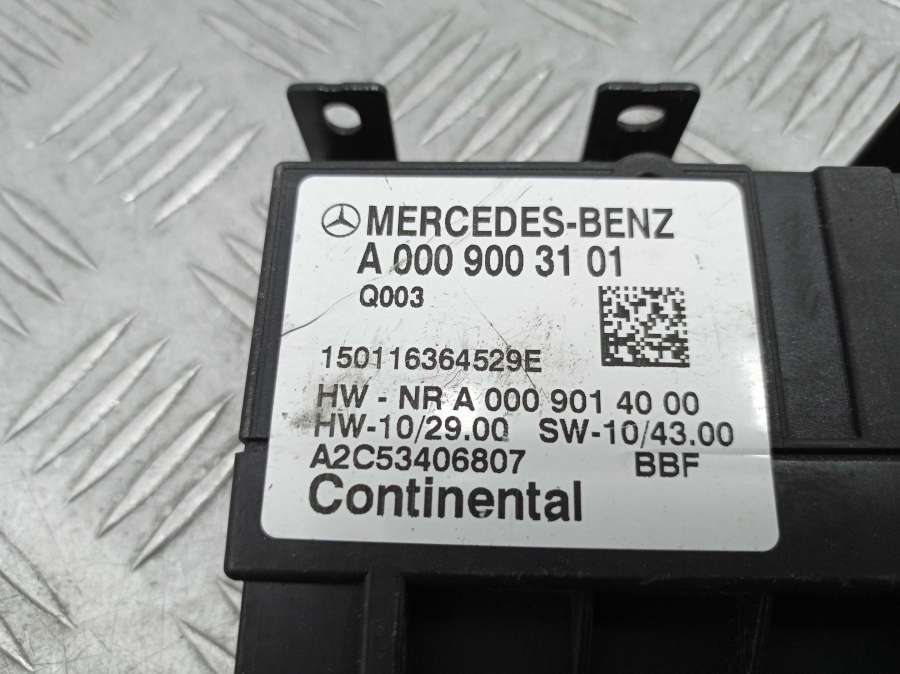 MERCEDES-BENZ
A 000 900 31 01
Q003
150116364529E
HW - NR A 000 901 40 00
HW-10/29.00 SW-10/43.00
A2C53406807 BBF
Continental